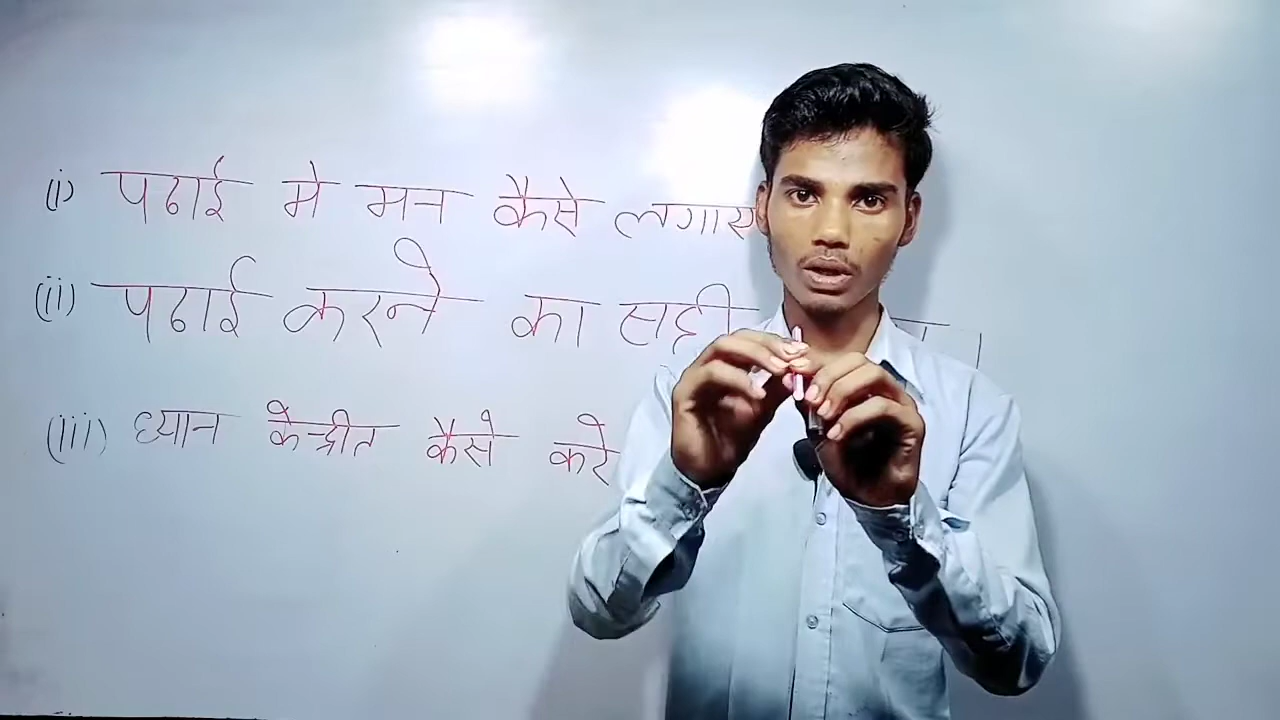 (i) पढाई मे मन कैसे लगाय
(ii) पढाई करने का सही
(iii) ध्यान केन्द्रीत कैसे करे